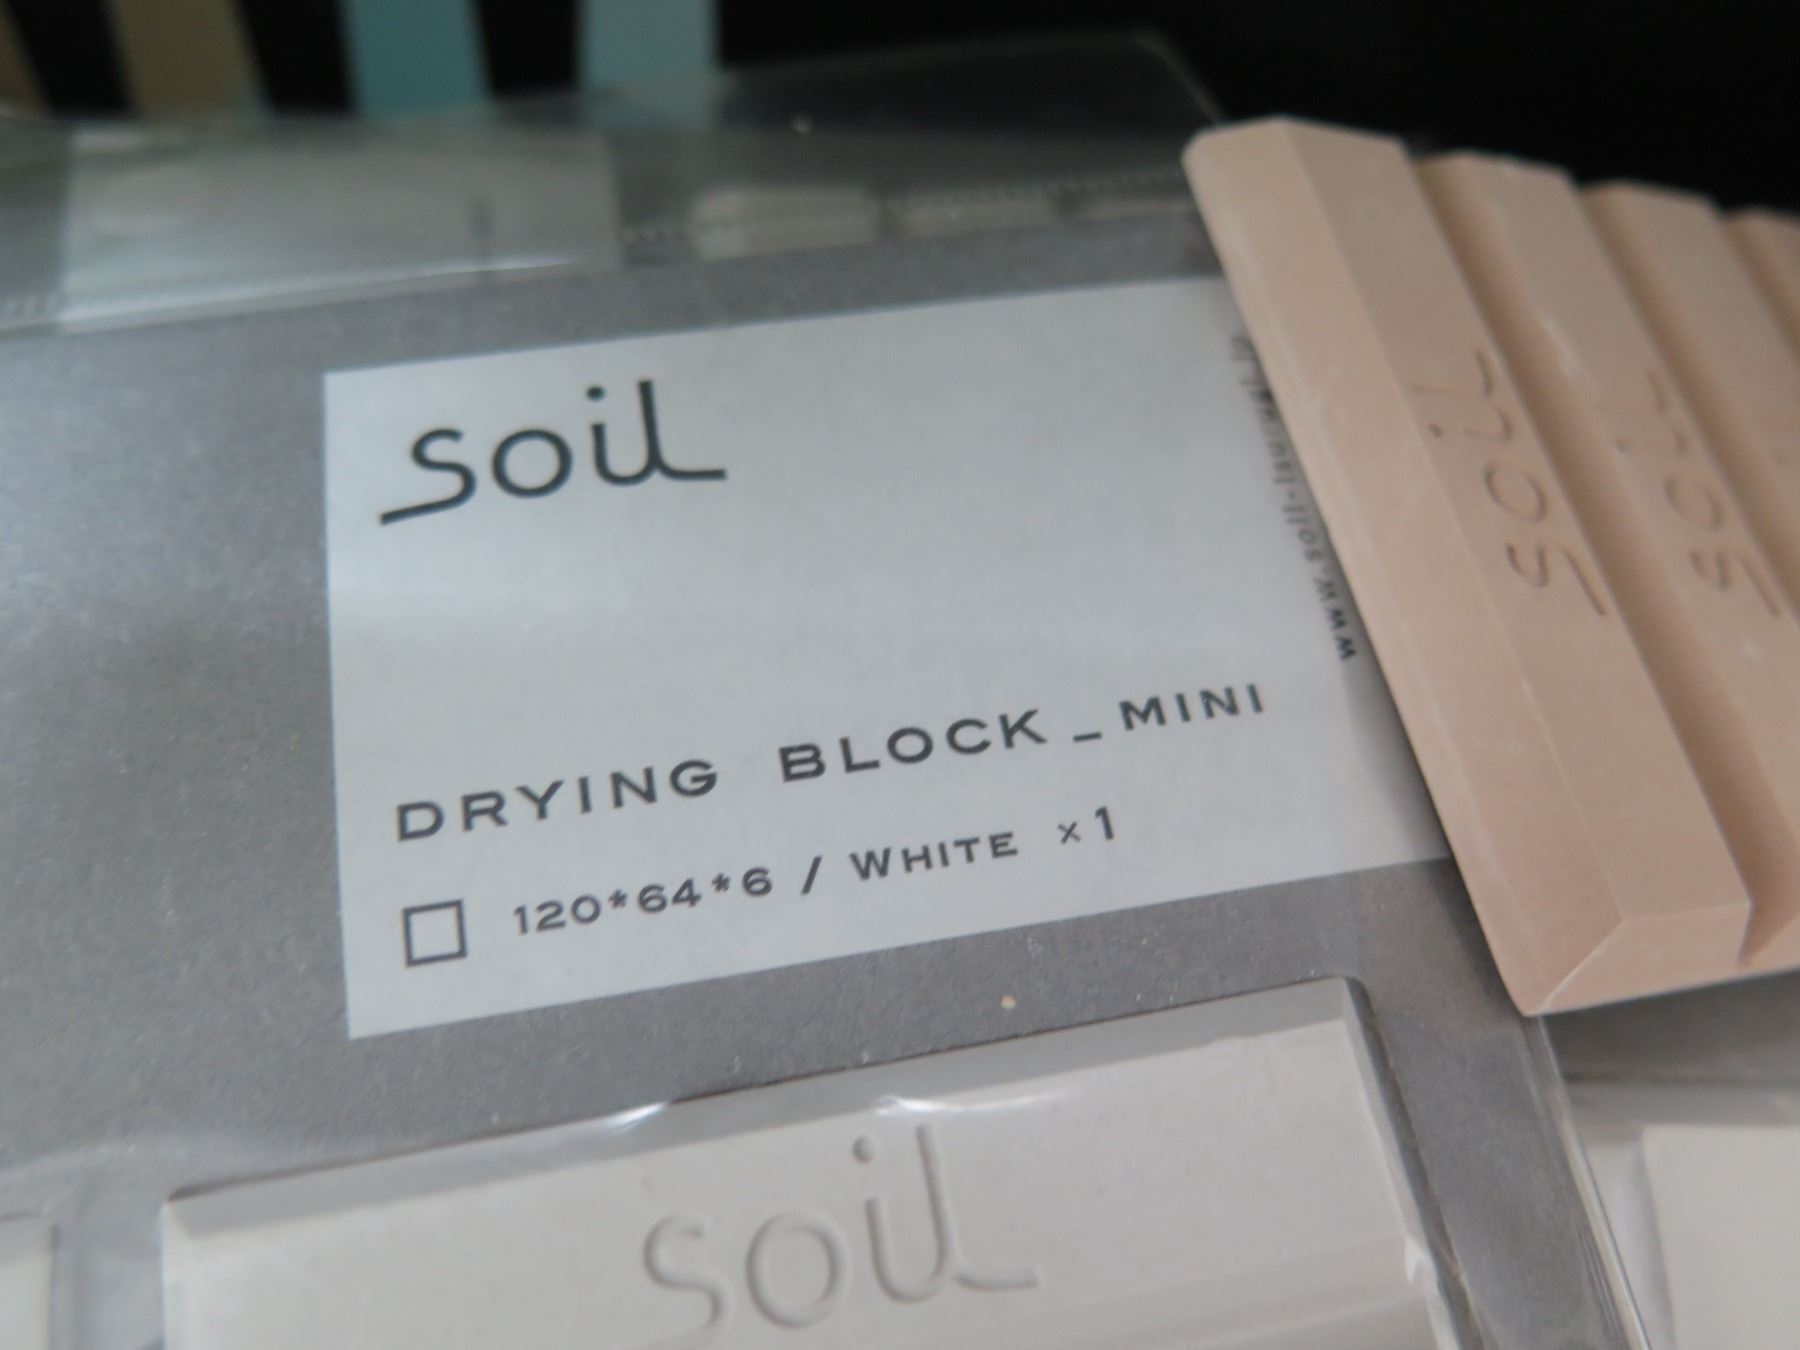 soil
DRYING BLOCK_MINI
120*64*6 / WHITE ×1
soil
soil
soil